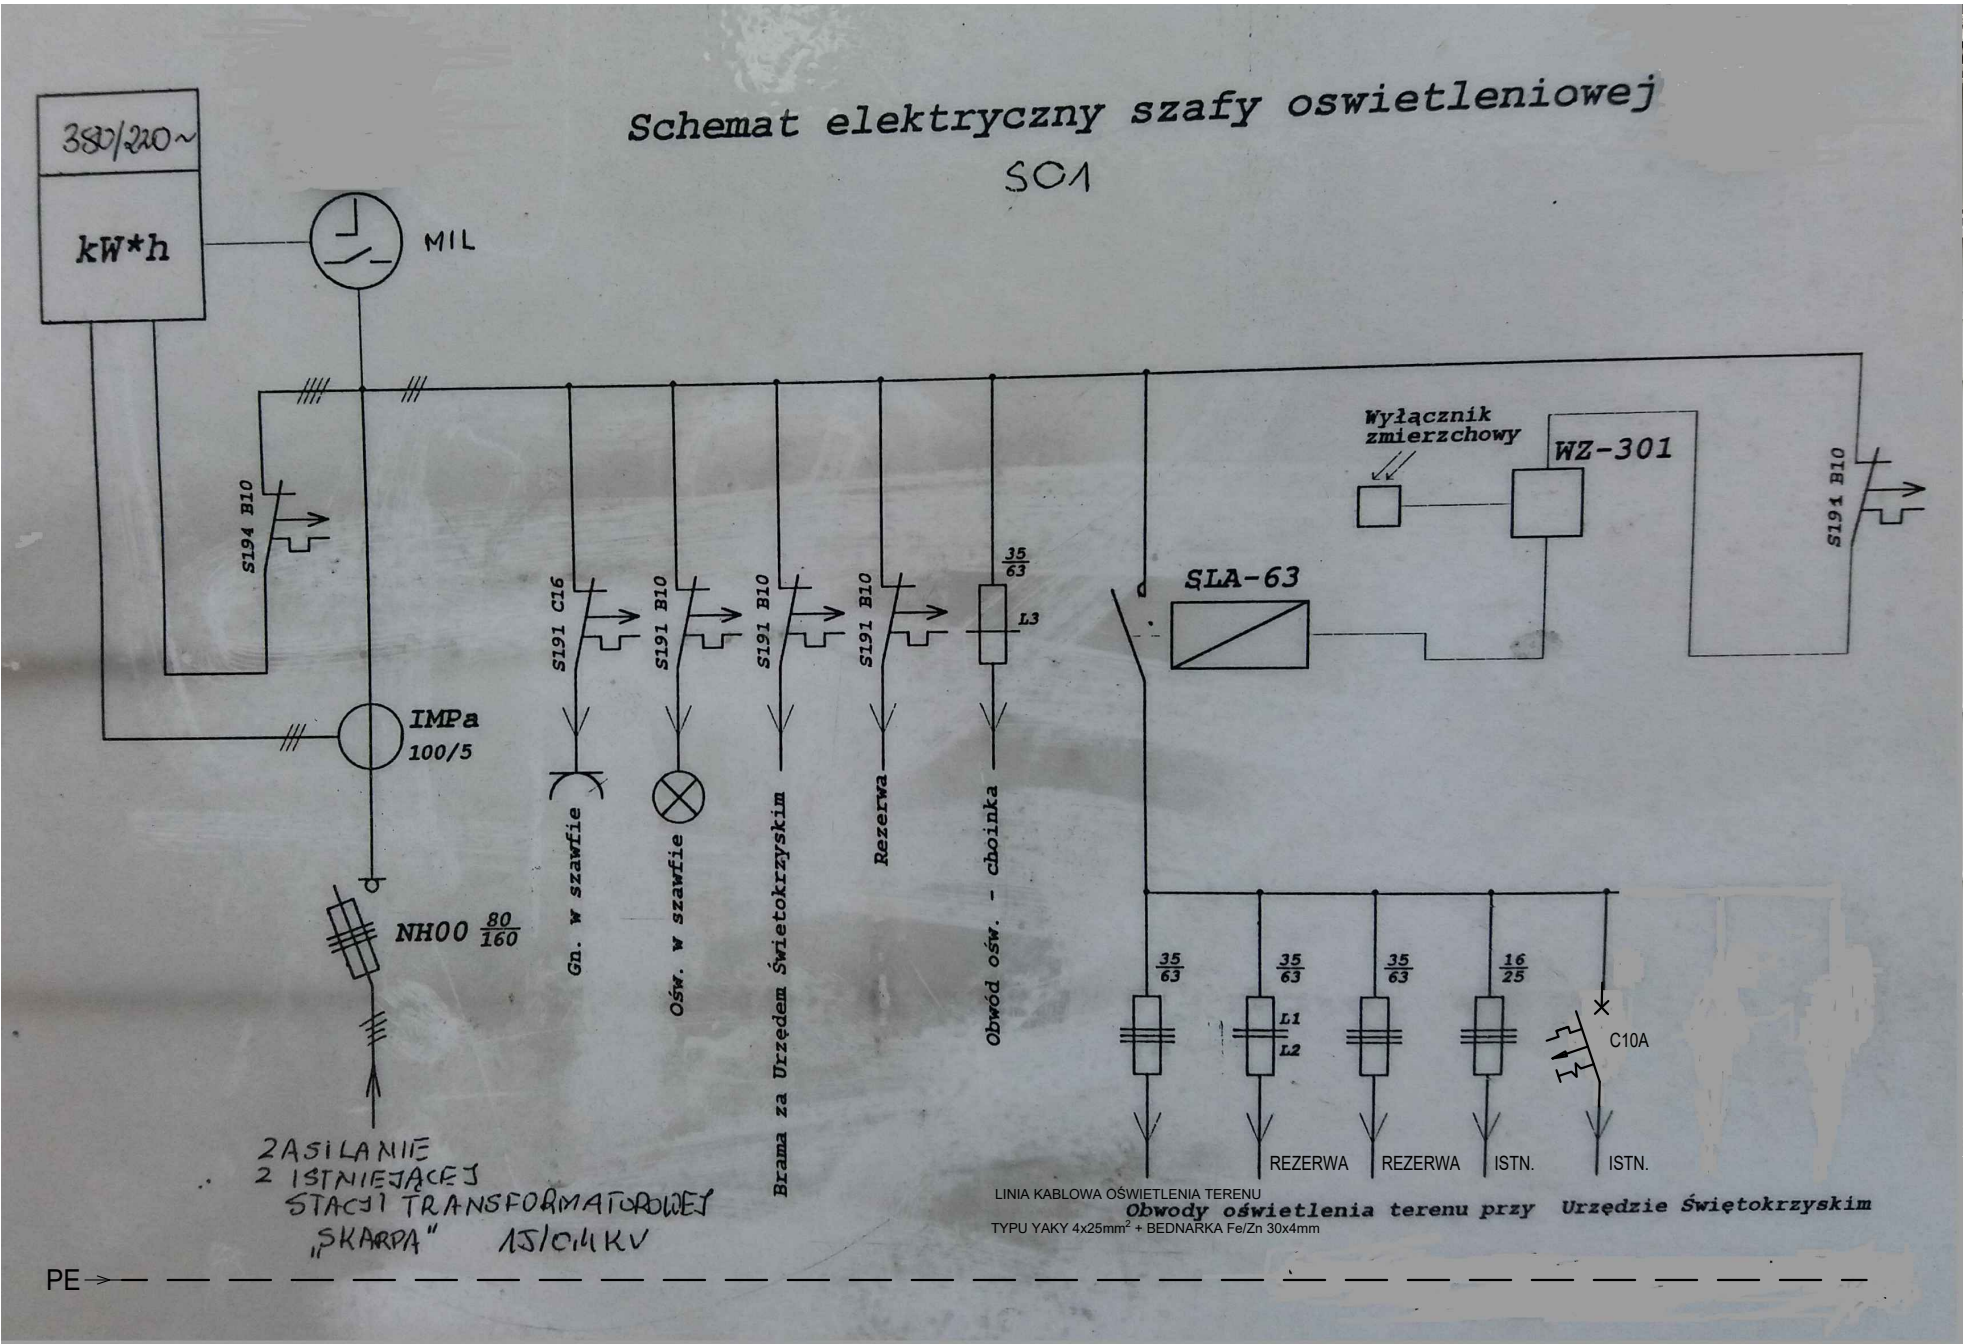 Schemat elektryczny szafy oswietleniowej
SO1
380/220~
kW*h
MIL
Wyłącznik
zmierzchowy
WZ-301
S194 B10
S191 C16
S191 B10
S191 B10
S191 B10
35
63
L3
SLA-63
S191 B10
IMPa
100/5
NH00 80
160
Gn. w szawfie
Ośw. w szawfie
Brama za Urzędem Świetokrzyskim
Rezerwa
Obwód ośw. - choinka
35
63
35
63
35
63
16
25
L1
L2
C10A
REZERWA
REZERWA
ISTN.
ISTN.
ZASILANIE
Z ISTNIEJĄCEJ
STACJI TRANSFORMATOROWEJ
„SKARPA" 15/0,4 KV
LINIA KABLOWA OŚWIETLENIA TERENU
Obwody oświetlenia terenu przy Urzędzie Świętokrzyskim
TYPU YAKY 4x25mm² + BEDNARKA Fe/Zn 30x4mm
PE